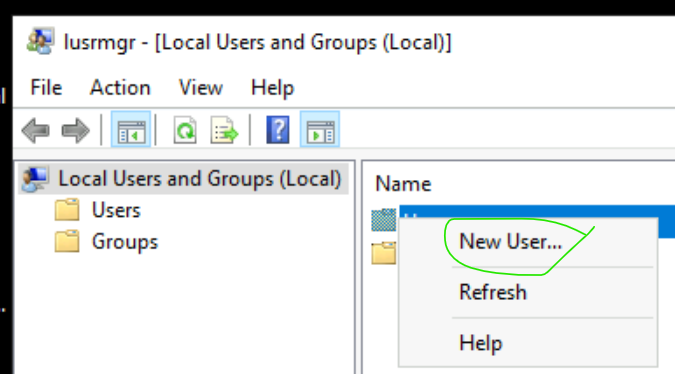 lusrmgr - [Local Users and Groups (Local)]
File Action View Help
Local Users and Groups (Local)
Users
Groups
Name
New User...
Refresh
Help